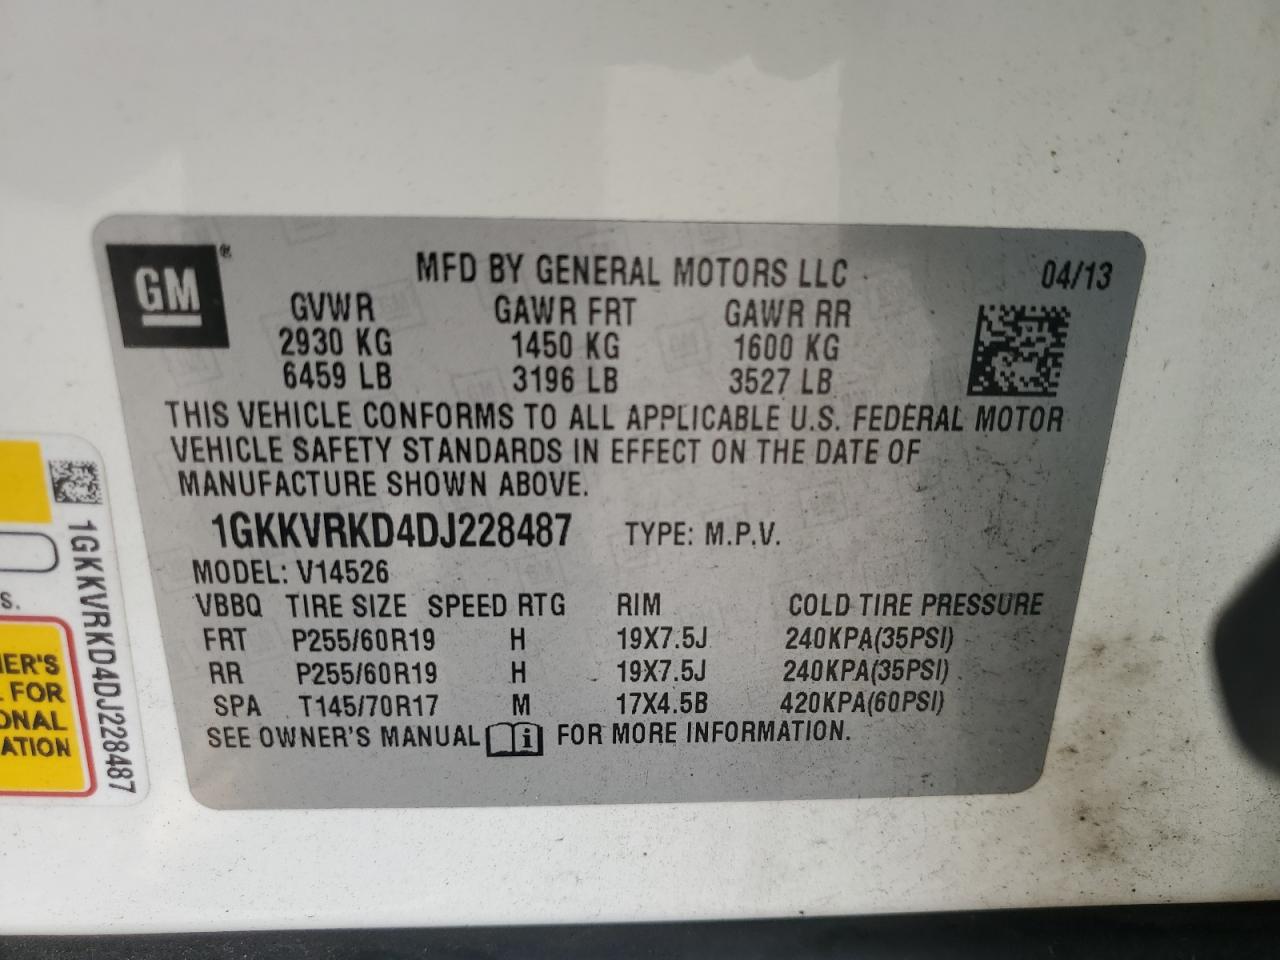 GM®
MFD BY GENERAL MOTORS LLC 04/13
GVWR GAWR FRT GAWR RR
2930 KG 1450 KG 1600 KG
6459 LB 3196 LB 3527 LB
THIS VEHICLE CONFORMS TO ALL APPLICABLE U.S. FEDERAL MOTOR
VEHICLE SAFETY STANDARDS IN EFFECT ON THE DATE OF
MANUFACTURE SHOWN ABOVE.
1GKKVRKD4DJ228487 TYPE: M.P.V.
MODEL: V14526
VBBQ TIRE SIZE SPEED RTG RIM COLD TIRE PRESSURE
FRT P255/60R19 H 19X7.5J 240KPA(35PSI)
RR P255/60R19 H 19X7.5J 240KPA(35PSI)
SPA T145/70R17 M 17X4.5B 420KPA(60PSI)
SEE OWNER'S MANUAL i FOR MORE INFORMATION.
1GKKVRKD4DJ228487
FOR